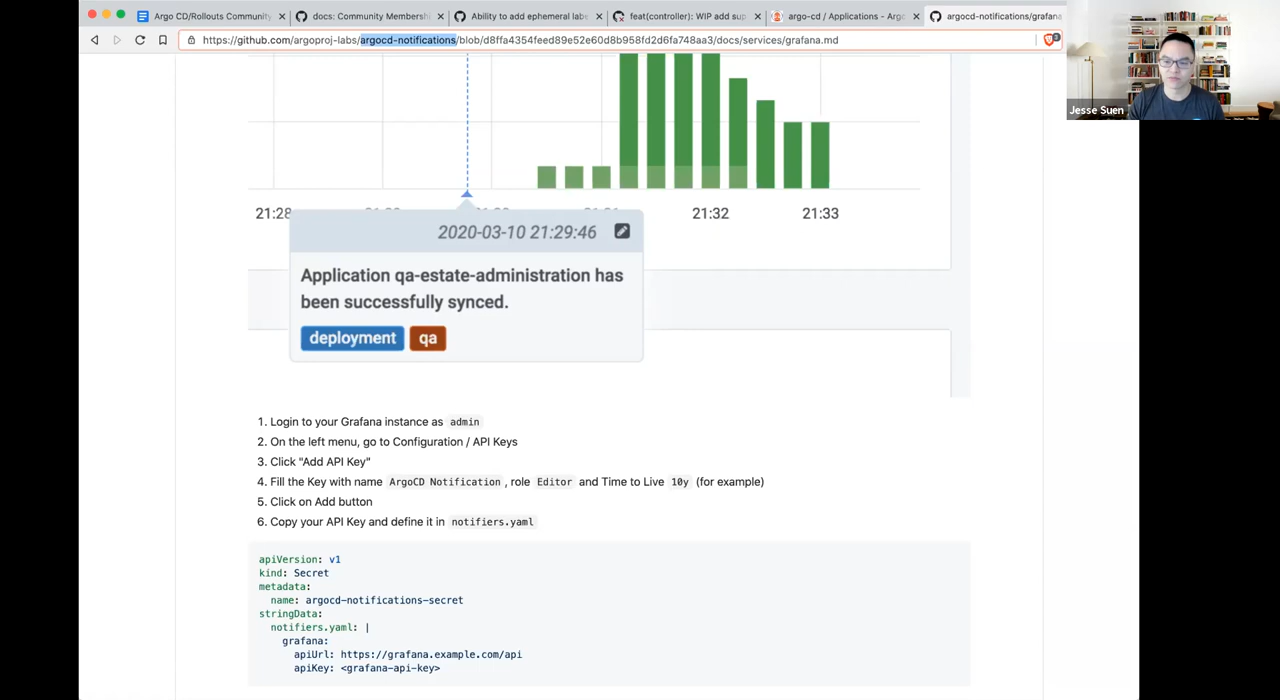 Argo CD/Rollouts Community
docs: Community Membershi
Ability to add ephemeral labe
feat(controller): WIP add sup
argo-cd / Applications - Argo
argocd-notifications/grafana
https://github.com/argoproj-labs/argocd-notifications/blob/d8ffa4354feed89e52e60d8b958fd2d6fa748aa3/docs/services/grafana.md
Jesse Suen
21:28
21:32
21:33
2020-03-10 21:29:46
Application qa-estate-administration has
been successfully synced.
deployment qa
1. Login to your Grafana instance as admin
2. On the left menu, go to Configuration / API Keys
3. Click "Add API Key"
4. Fill the Key with name ArgoCD Notification , role Editor and Time to Live 10y (for example)
5. Click on Add button
6. Copy your API Key and define it in notifiers.yaml
apiVersion: v1
kind: Secret
metadata:
  name: argocd-notifications-secret
stringData:
  notifiers.yaml: |
    grafana:
      apiUrl: https://grafana.example.com/api
      apiKey: <grafana-api-key>